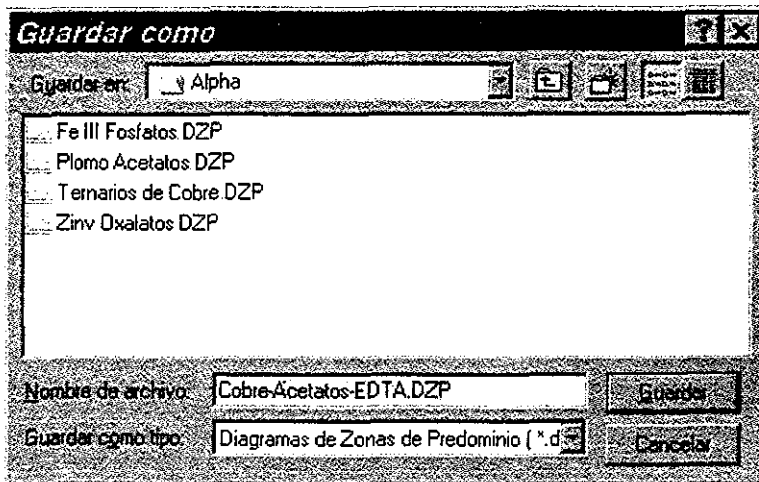 Guardar como
Guardar en: Alpha
Fe III Fosfatos.DZP
Plomo Acetatos.DZP
Ternarios de Cobre.DZP
Zinv Oxalatos.DZP
Nombre de archivo: Cobre-Acetatos-EDTA.DZP Guardar
Guardar como tipo: Diagramas de Zonas de Predominio ( *.d Cancelar